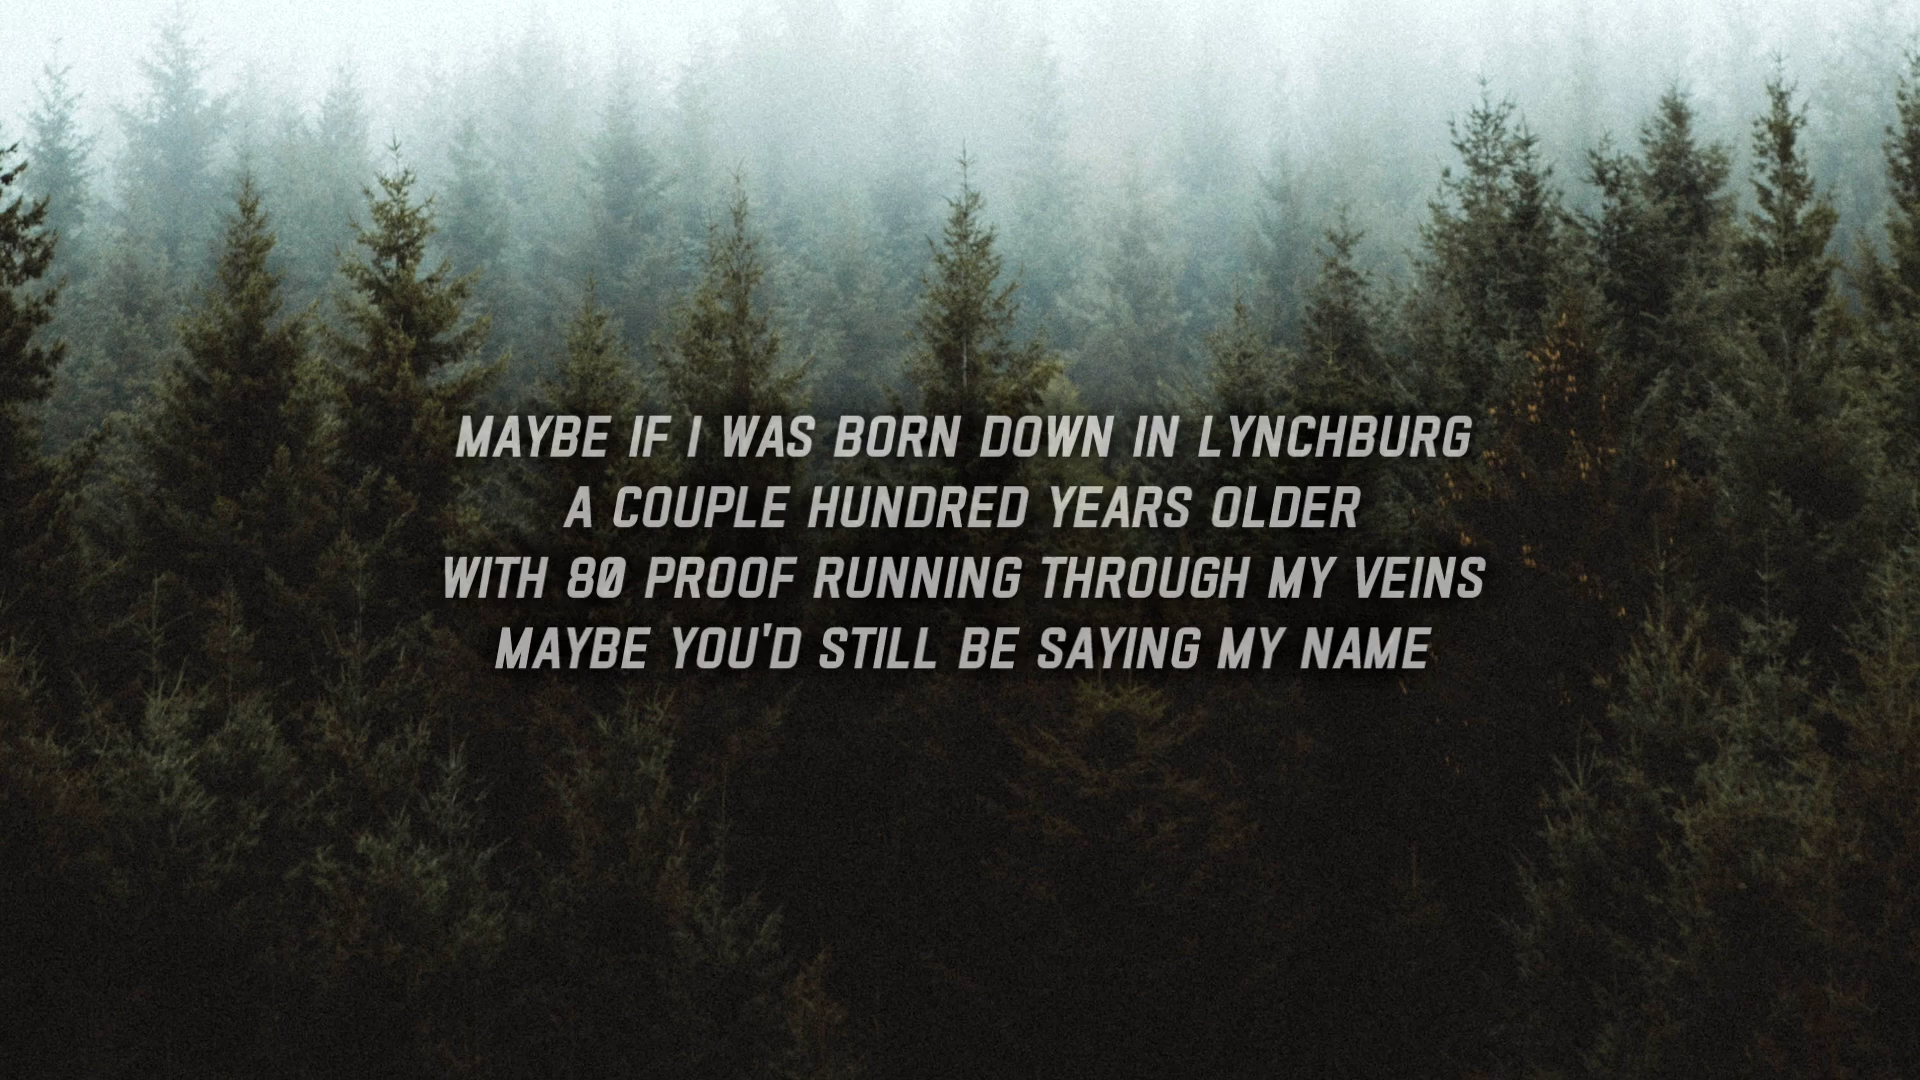 MAYBE IF I WAS BORN DOWN IN LYNCHBURG
A COUPLE HUNDRED YEARS OLDER
WITH 80 PROOF RUNNING THROUGH MY VEINS
MAYBE YOU'D STILL BE SAYING MY NAME